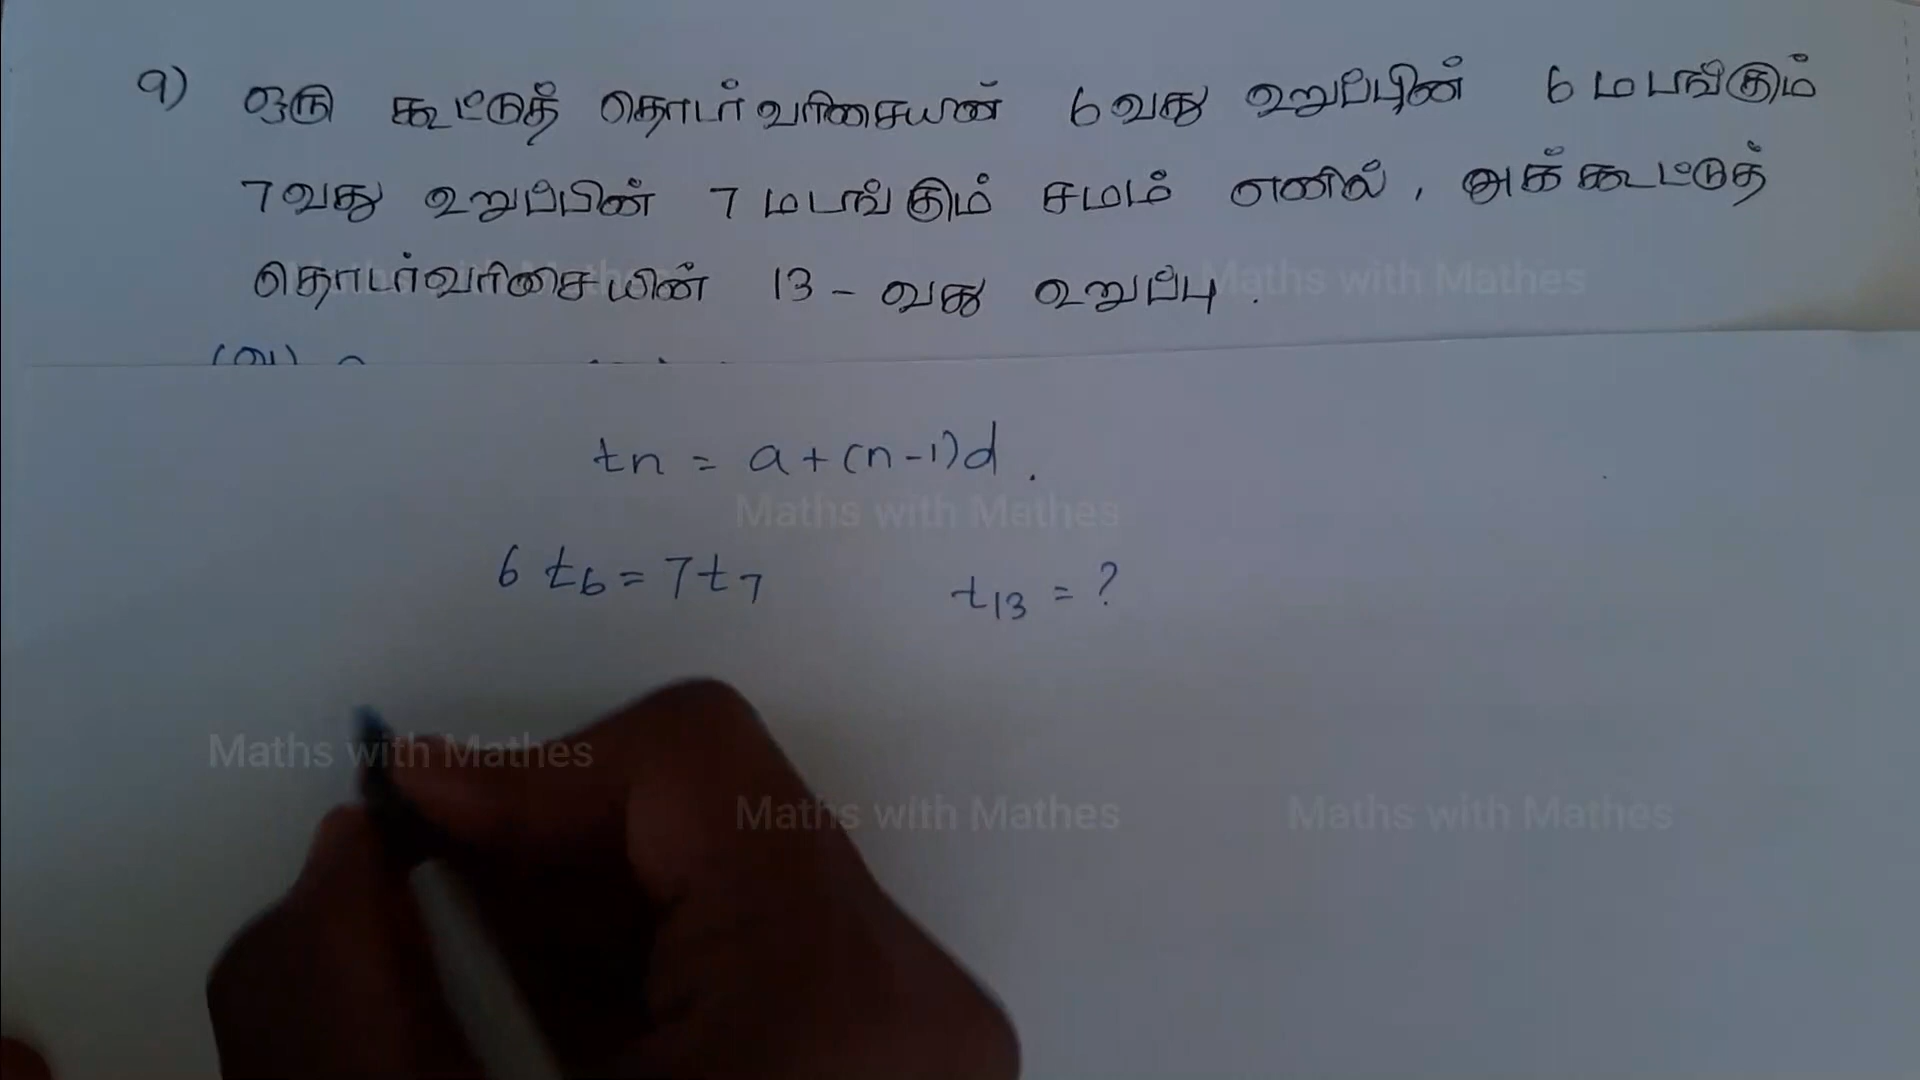 9) ஒரு கூட்டுத் தொடர்வரிசையின் 6வது உறுப்பின் 6 மடங்கும்
7வது உறுப்பின் 7 மடங்கும் சமம் எனில், அக்கூட்டுத்
தொடர்வரிசையின் 13 - வது உறுப்பு.
Maths with Mathes
tn = a+(n-1)d.
Maths with Mathes
6 t6 = 7t7 t13 = ?
Maths with Mathes
Maths with Mathes Maths with Mathes